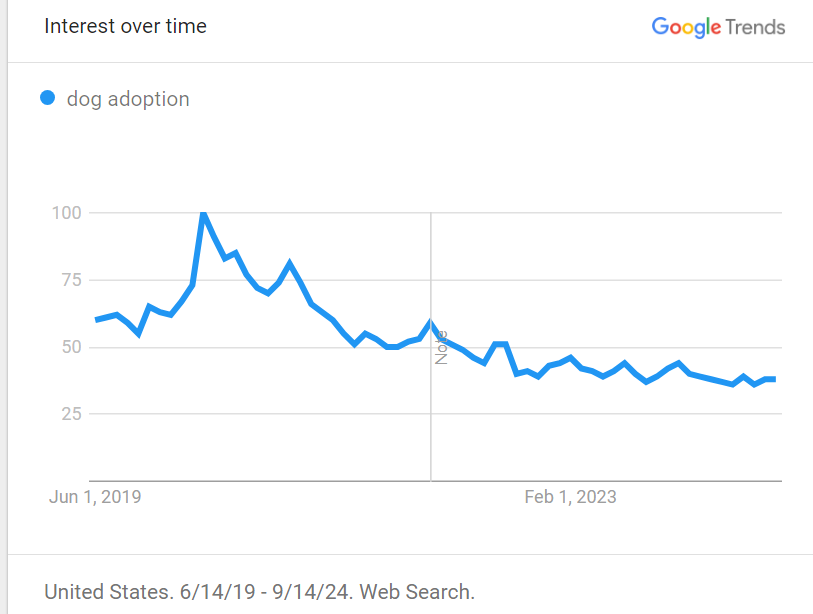 Interest over time
Google Trends
dog adoption
100
75
50
25
Note
Jun 1, 2019
Feb 1, 2023
United States. 6/14/19 - 9/14/24. Web Search.